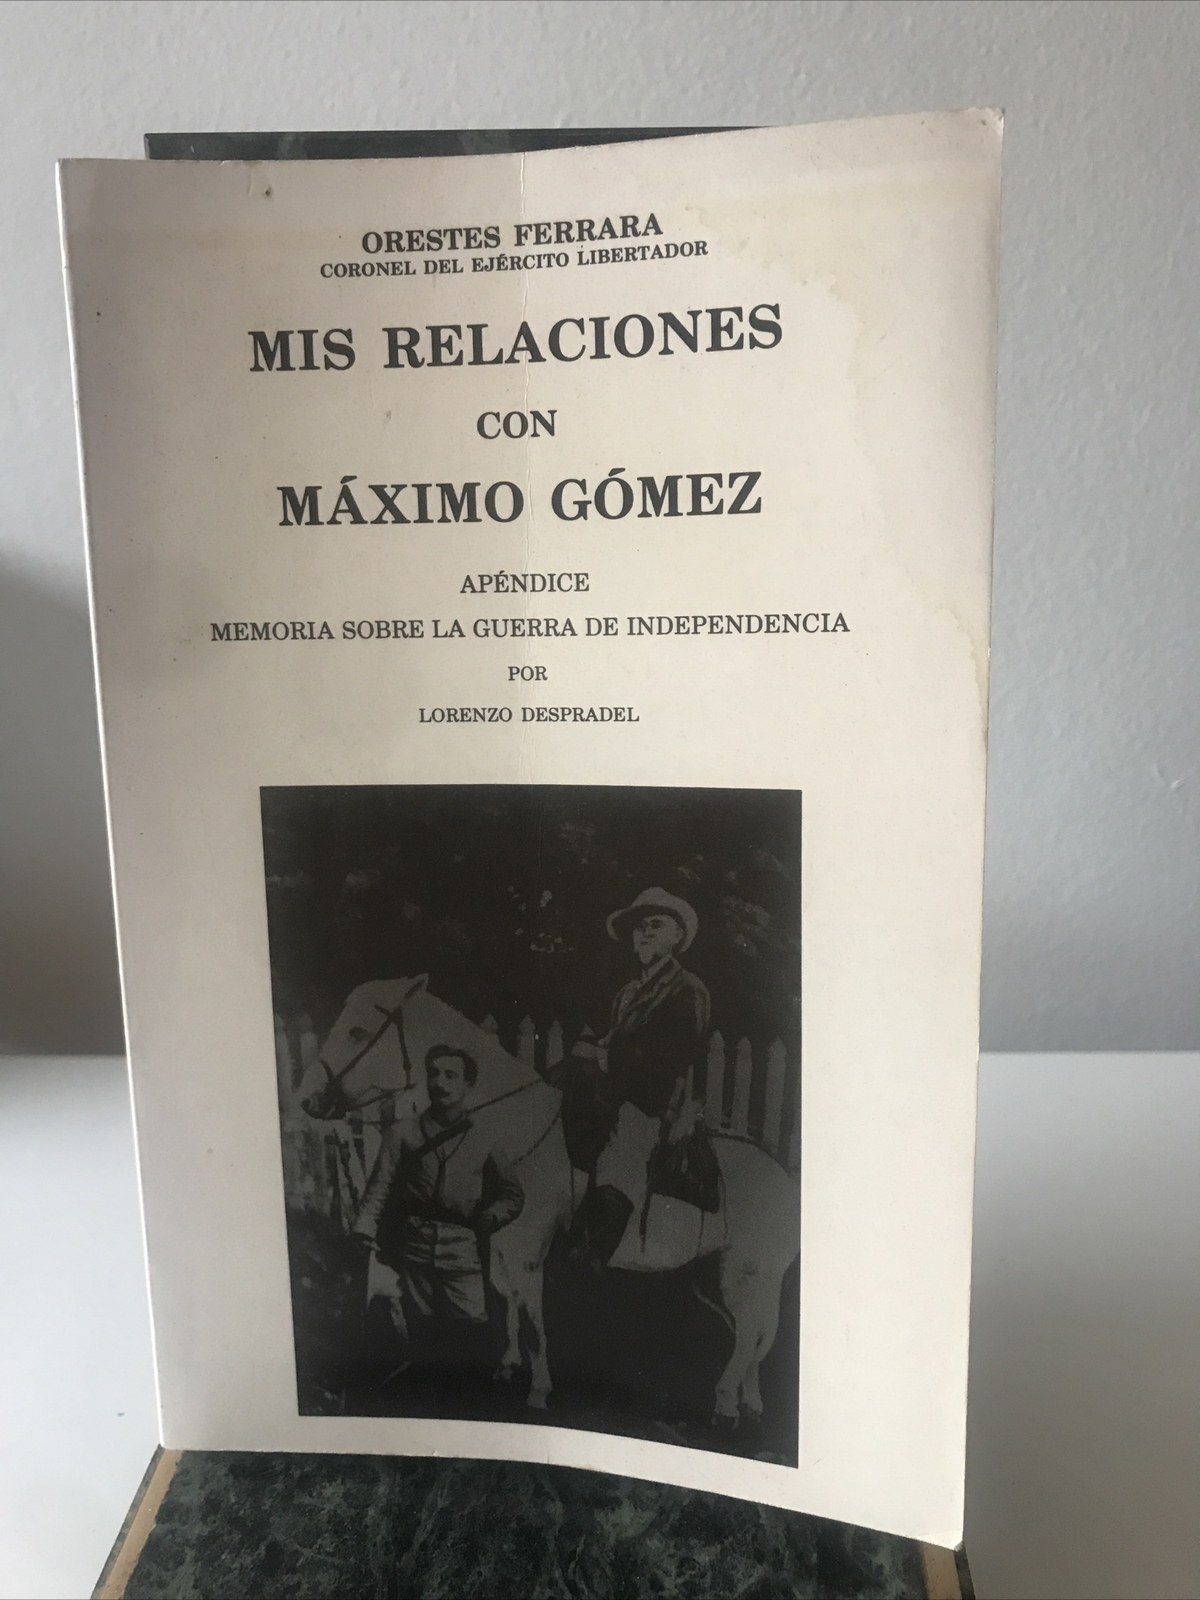 ORESTES FERRARA
CORONEL DEL EJÉRCITO LIBERTADOR
MIS RELACIONES
CON
MÁXIMO GÓMEZ
APÉNDICE
MEMORIA SOBRE LA GUERRA DE INDEPENDENCIA
POR
LORENZO DESPRADEL